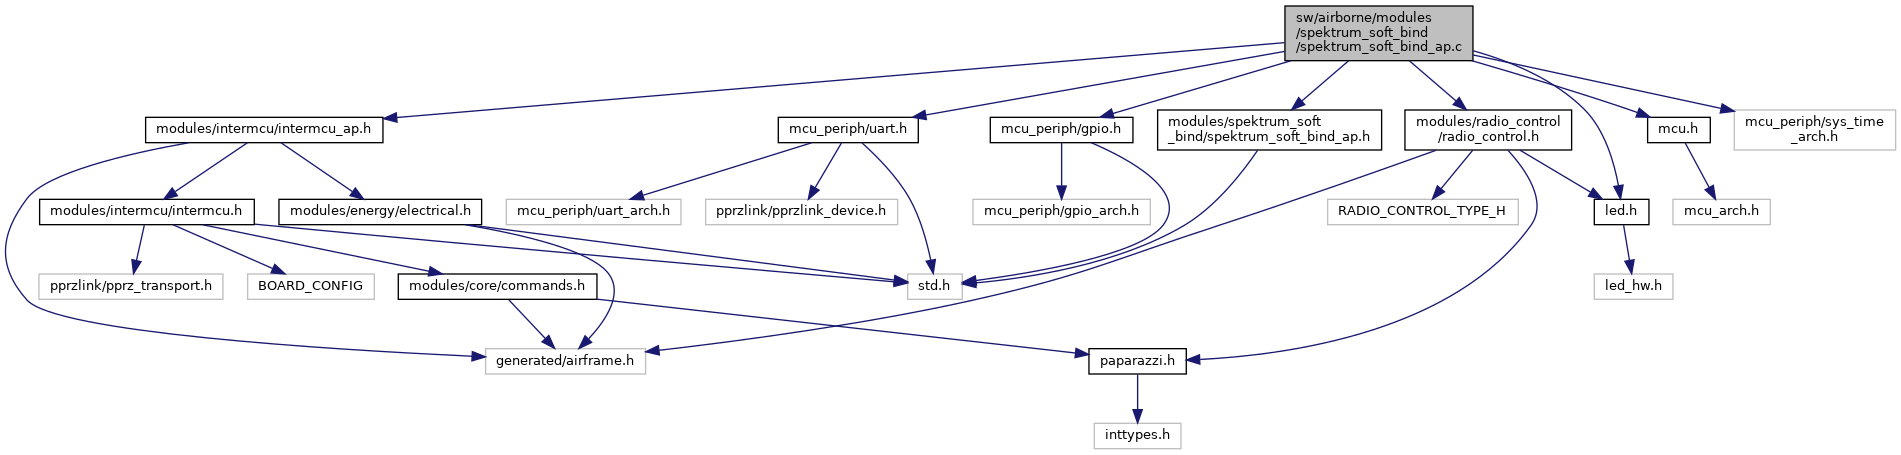 sw/airborne/modules
/spektrum_soft_bind
/spektrum_soft_bind_ap.c
modules/intermcu/intermcu_ap.h
mcu_periph/uart.h
mcu_periph/gpio.h
modules/spektrum_soft
_bind/spektrum_soft_bind_ap.h
modules/radio_control
/radio_control.h
mcu.h
mcu_periph/sys_time
_arch.h
modules/intermcu/intermcu.h
modules/energy/electrical.h
mcu_periph/uart_arch.h
pprzlink/pprzlink_device.h
mcu_periph/gpio_arch.h
RADIO_CONTROL_TYPE_H
led.h
mcu_arch.h
pprzlink/pprz_transport.h
BOARD_CONFIG
modules/core/commands.h
std.h
led_hw.h
generated/airframe.h
paparazzi.h
inttypes.h